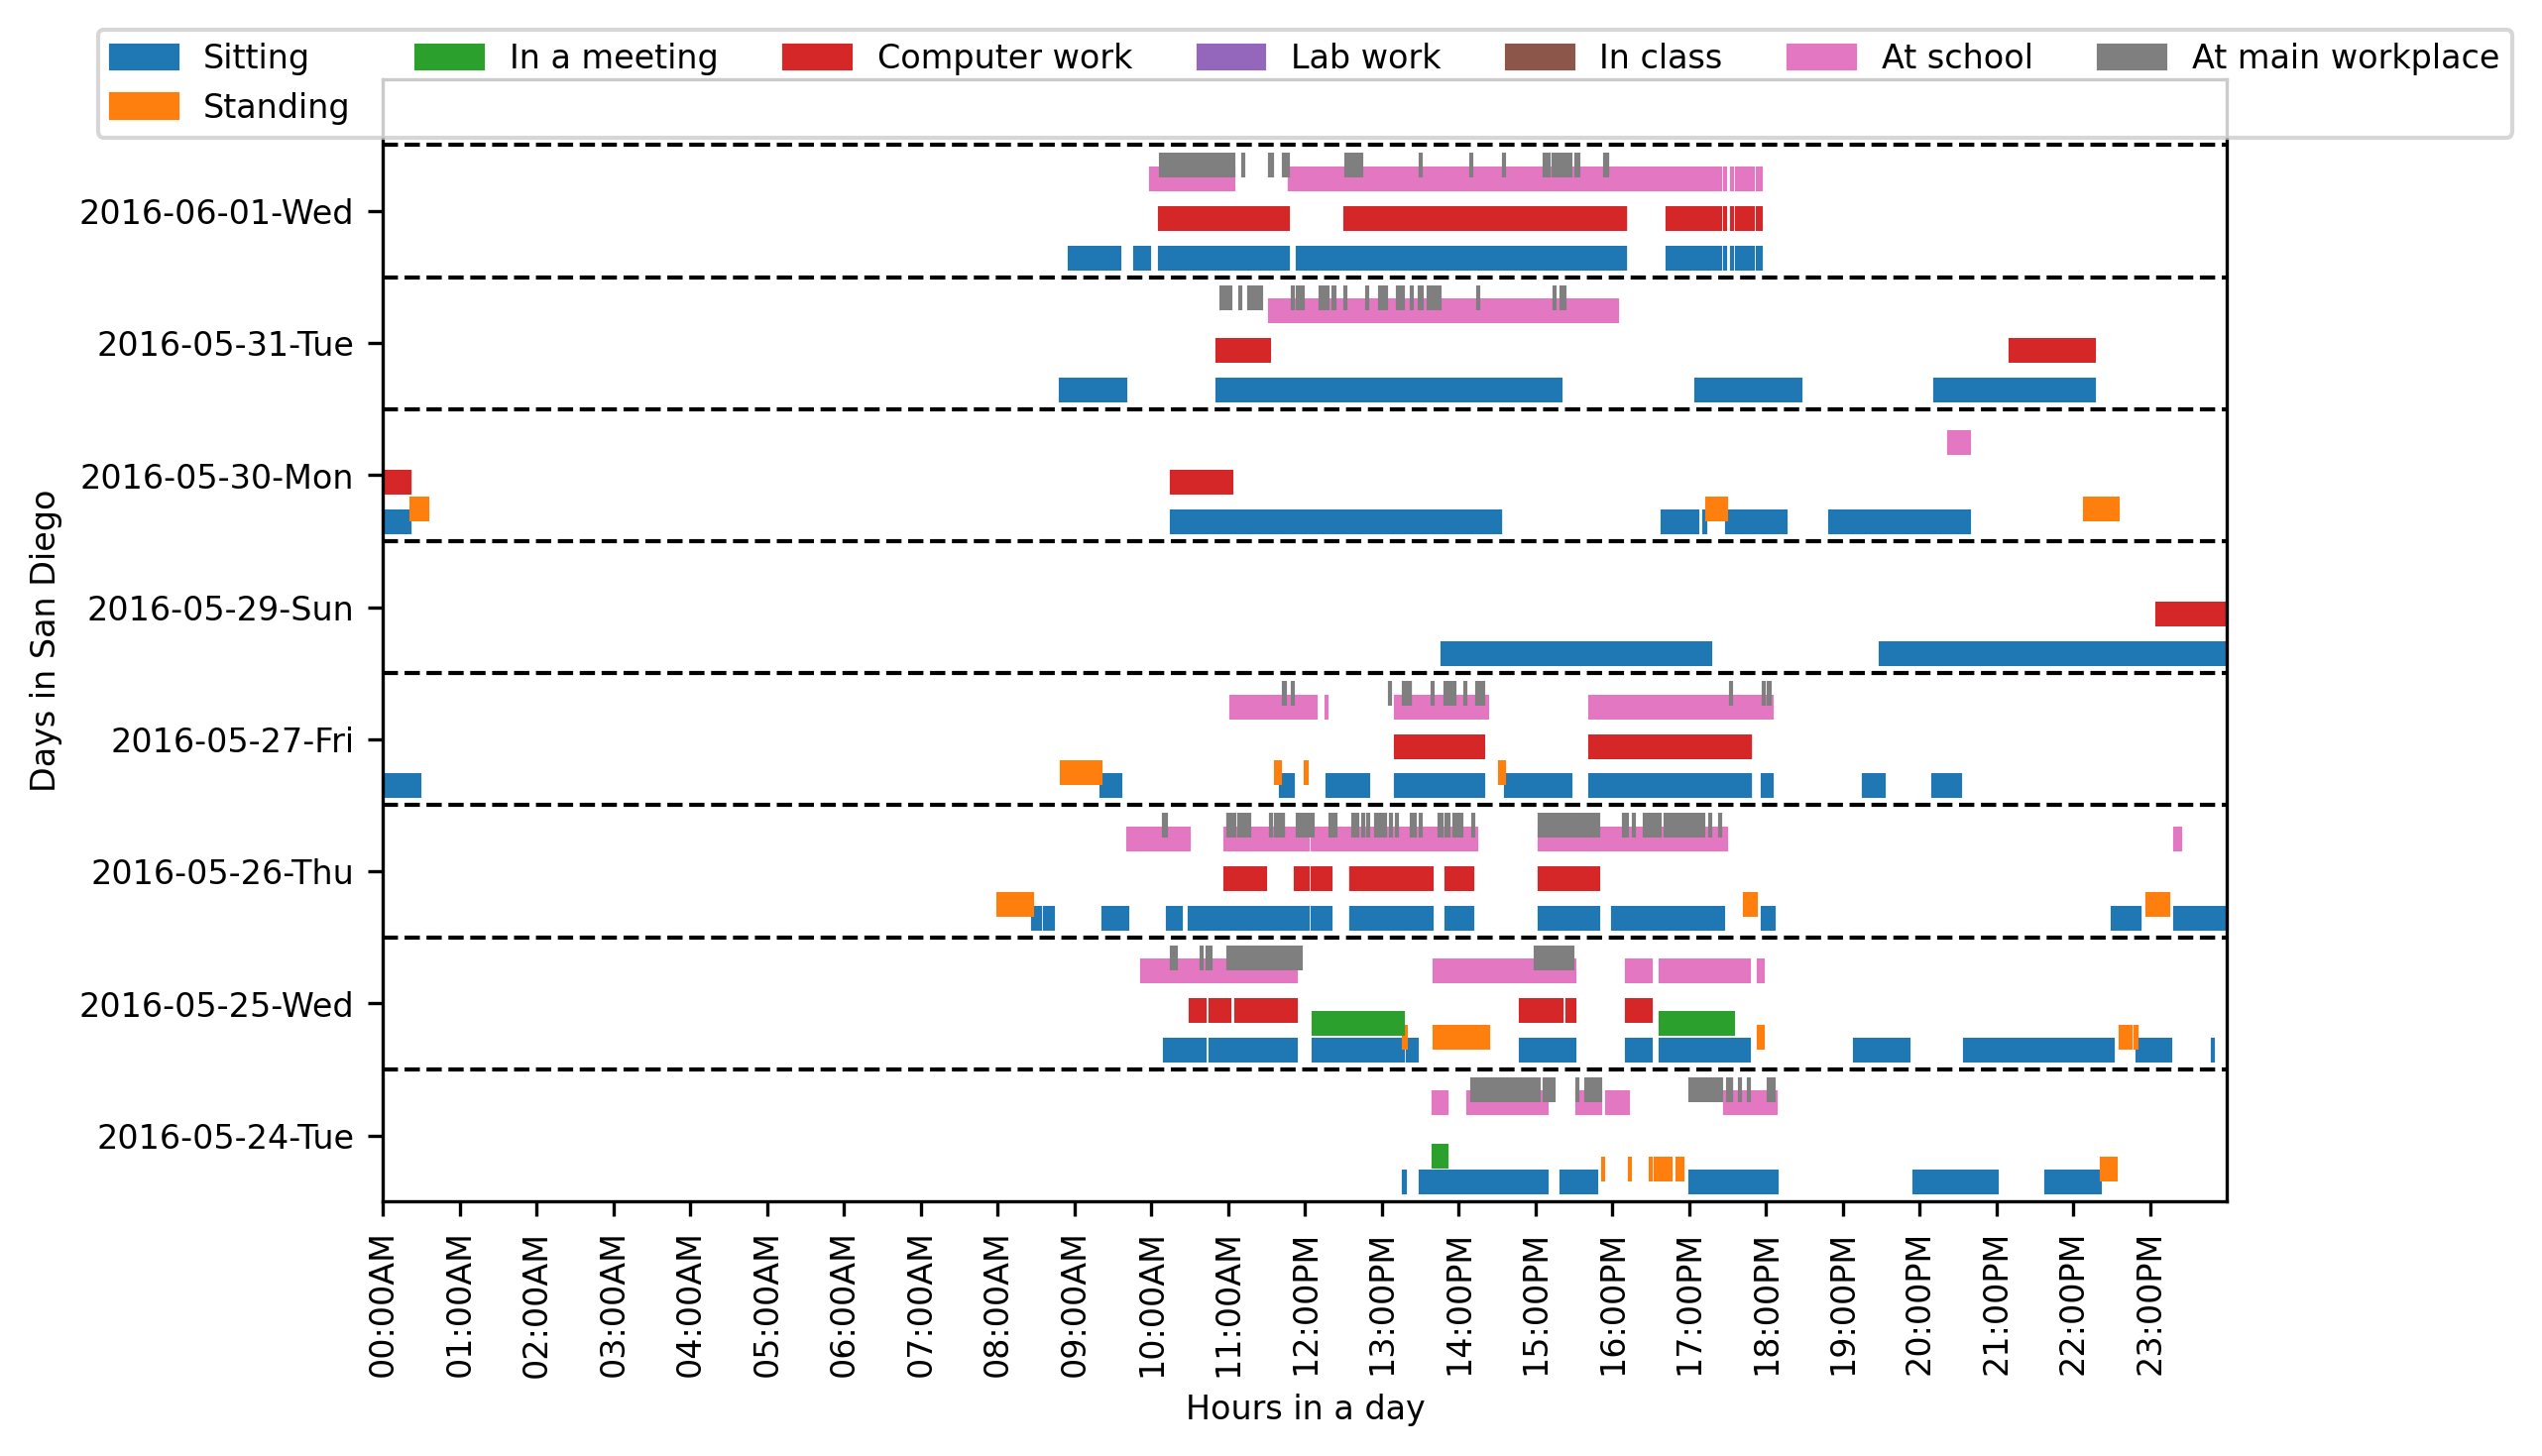 Sitting In a meeting Computer work Lab work In class At school At main workplace
Standing
Days in San Diego
2016-06-01-Wed
2016-05-31-Tue
2016-05-30-Mon
2016-05-29-Sun
2016-05-27-Fri
2016-05-26-Thu
2016-05-25-Wed
2016-05-24-Tue
00:00AM
01:00AM
02:00AM
03:00AM
04:00AM
05:00AM
06:00AM
07:00AM
08:00AM
09:00AM
10:00AM
11:00AM
12:00PM
13:00PM
14:00PM
15:00PM
16:00PM
17:00PM
18:00PM
19:00PM
20:00PM
21:00PM
22:00PM
23:00PM
Hours in a day